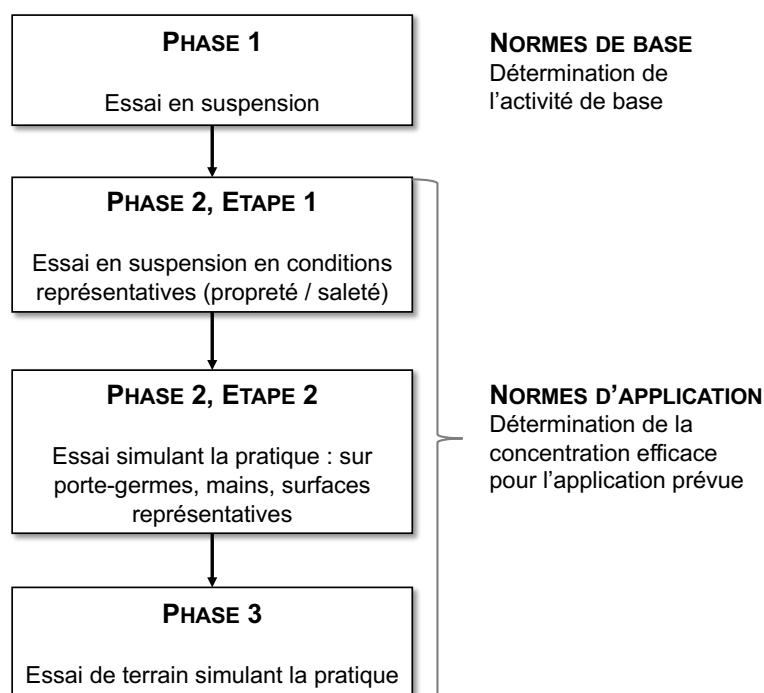 PHASE 1
Essai en suspension
NORMES DE BASE
Détermination de
l’activité de base
PHASE 2, ETAPE 1
Essai en suspension en conditions
représentatives (propreté / saleté)
PHASE 2, ETAPE 2
Essai simulant la pratique : sur
porte-germes, mains, surfaces
représentatives
NORMES D’APPLICATION
Détermination de la
concentration efficace
pour l’application prévue
PHASE 3
Essai de terrain simulant la pratique